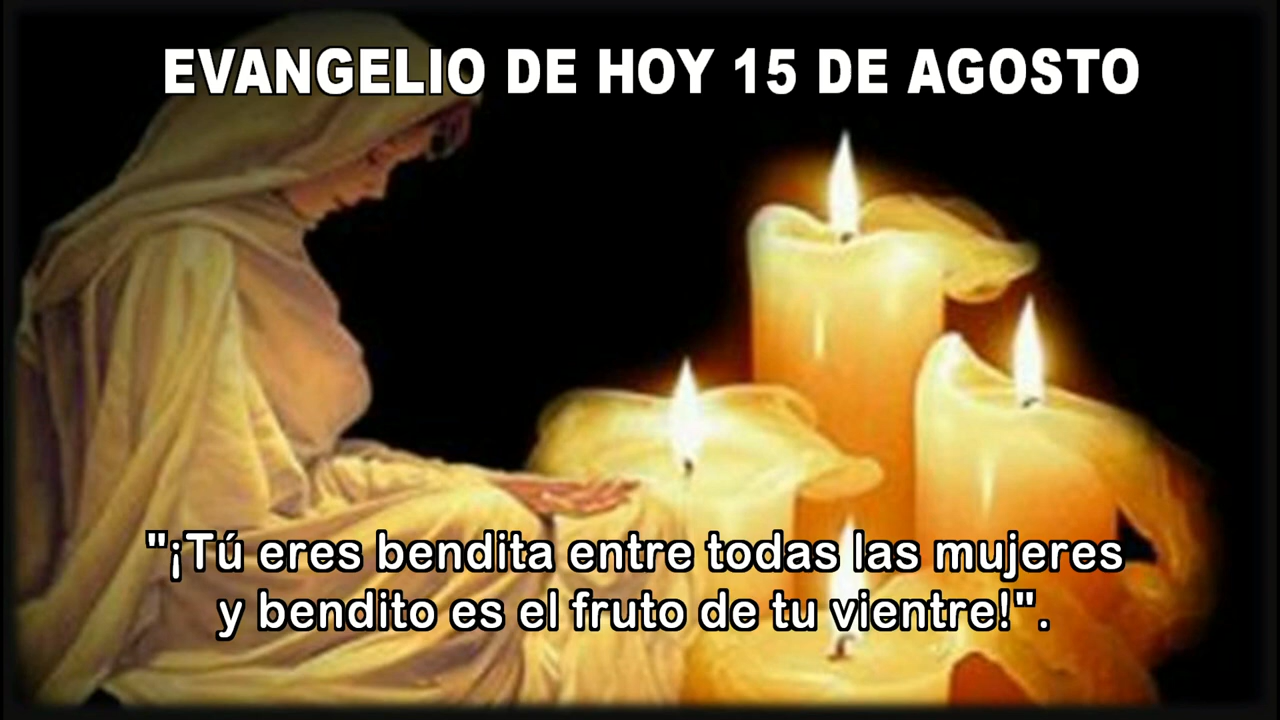 EVANGELIO DE HOY 15 DE AGOSTO
"¡Tú eres bendita entre todas las mujeres
y bendito es el fruto de tu vientre!".